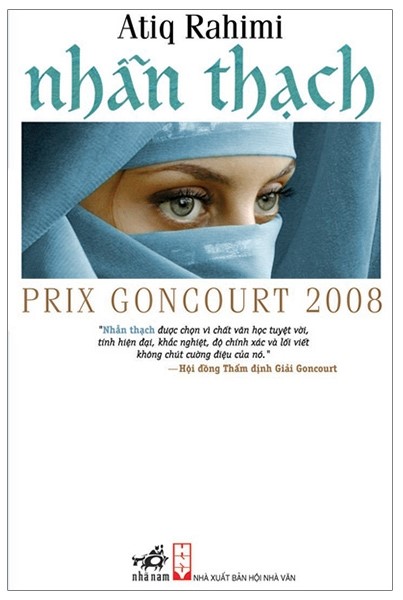 Atiq Rahimi
nhẫn thạch
PRIX GONCOURT 2008
"Nhẫn thạch được chọn vì chất văn học tuyệt vời,
tính hiện đại, khắc nghiệt, độ chính xác và lối viết
không chút cường điệu của nó."
—Hội đồng Thẩm định Giải Goncourt
nhã nam
NHÀ XUẤT BẢN HỘI NHÀ VĂN